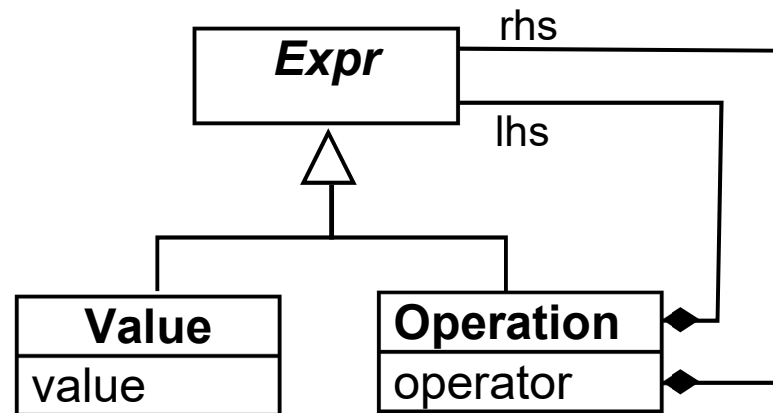 rhs
Expr
lhs
Value
Operation
value
operator